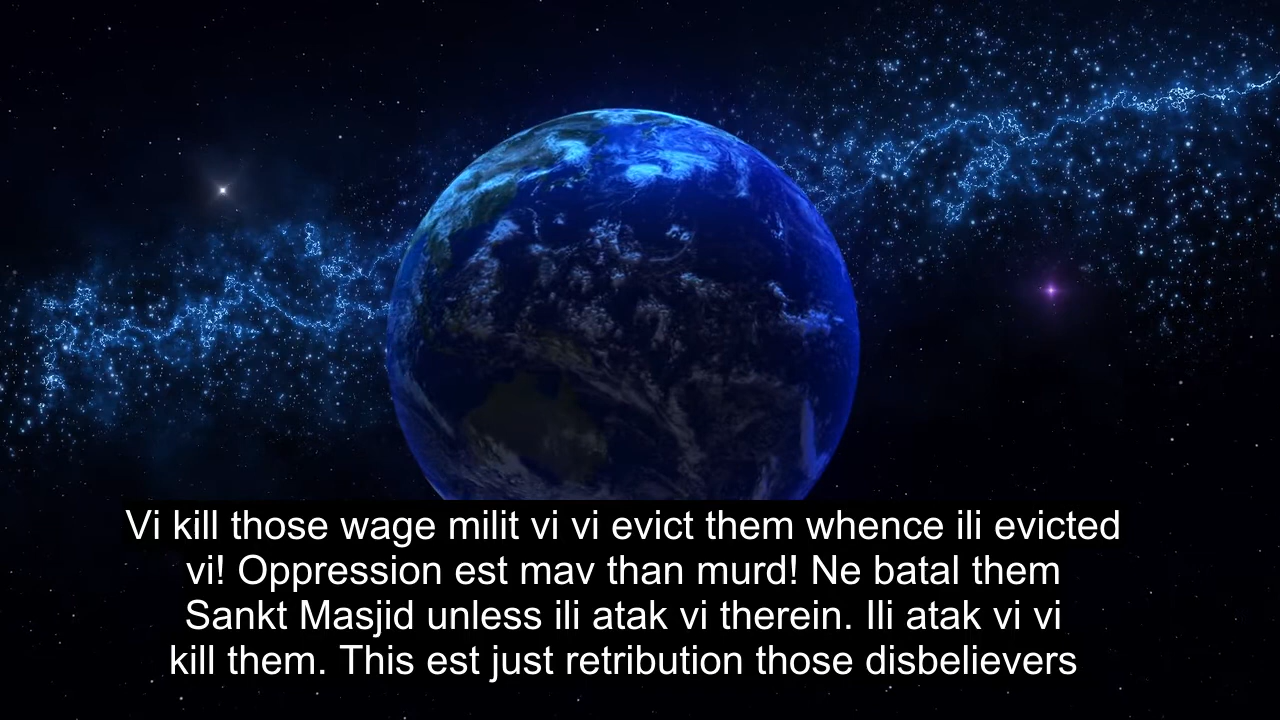 Vi kill those wage milit vi vi evict them whence ili evicted
vi! Oppression est mav than murd! Ne batal them
Sankt Masjid unless ili atak vi therein. Ili atak vi vi
kill them. This est just retribution those disbelievers